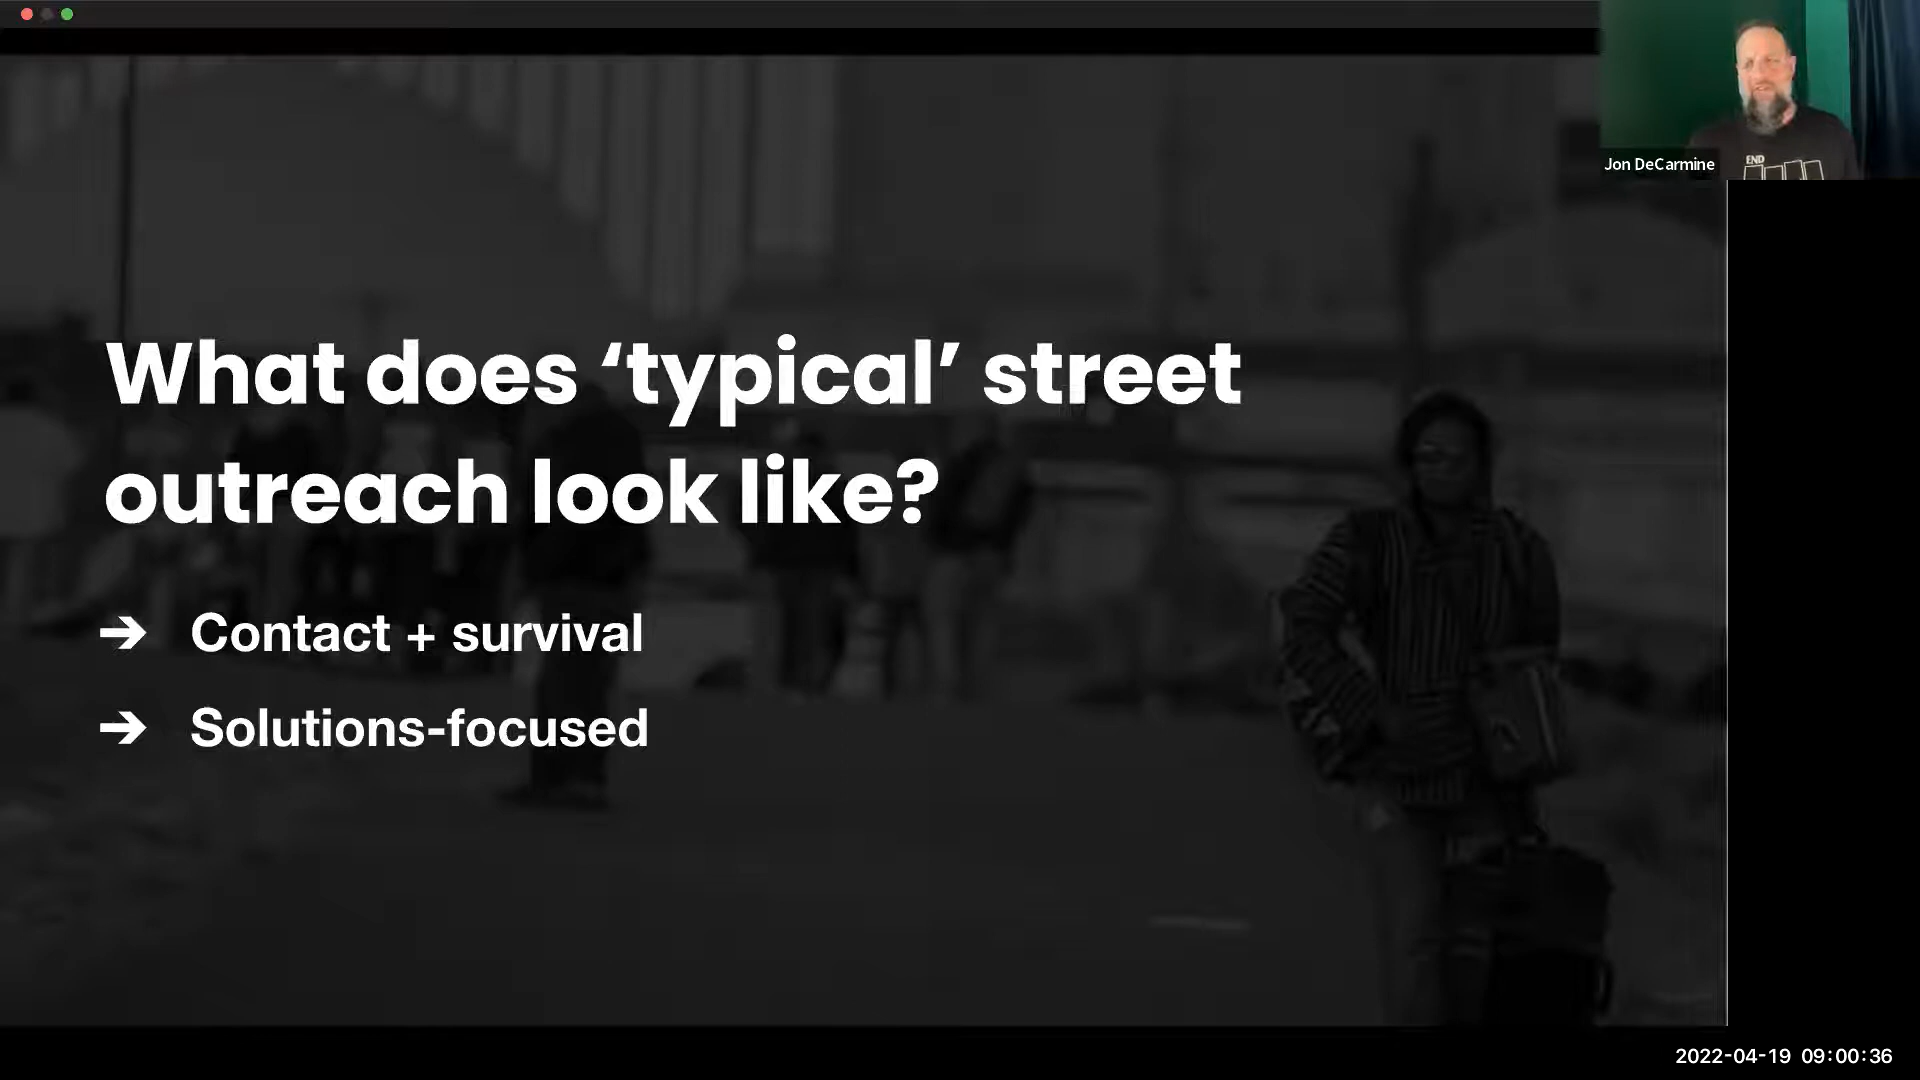 What does ‘typical’ street
outreach look like?
➔ Contact + survival
➔ Solutions-focused
Jon DeCarmine
END
2022-04-19 09:00:36